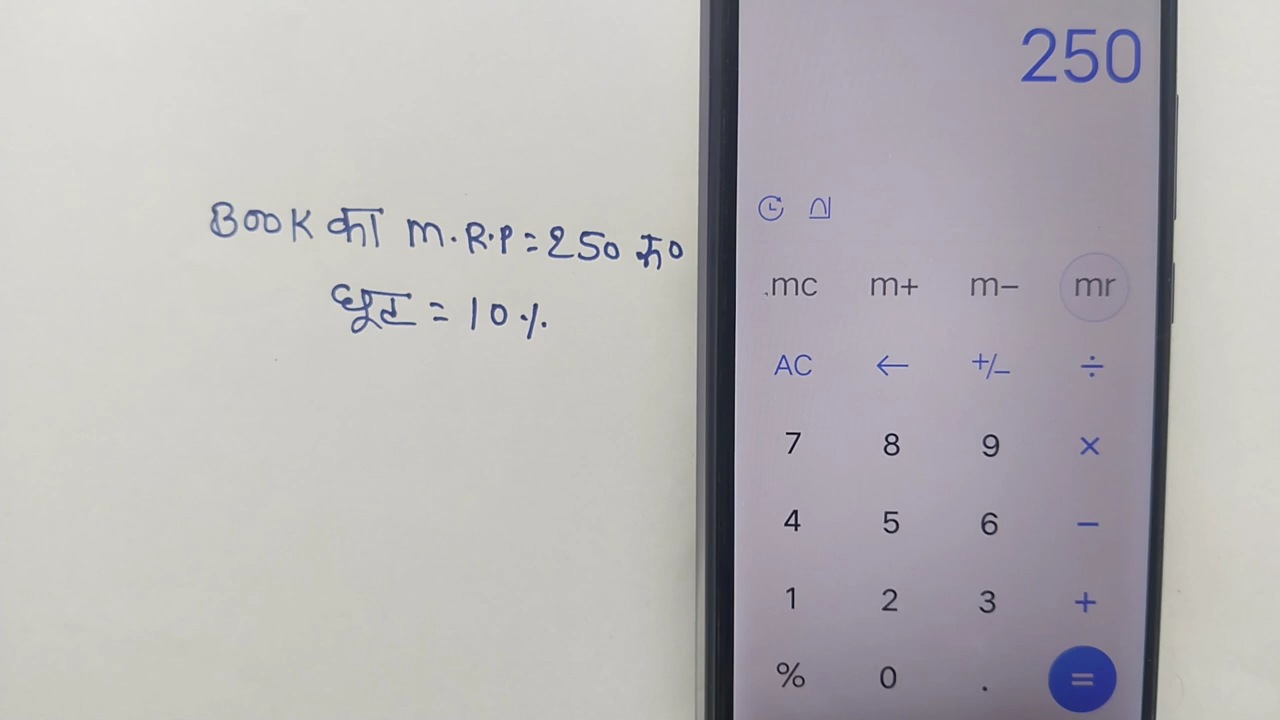 BOOK का M.R.P = 250 रु०
छूट = 10 %
250
mc m+ m– mr
AC ← +/– ÷
7 8 9 ×
4 5 6 –
1 2 3 +
% 0 . =